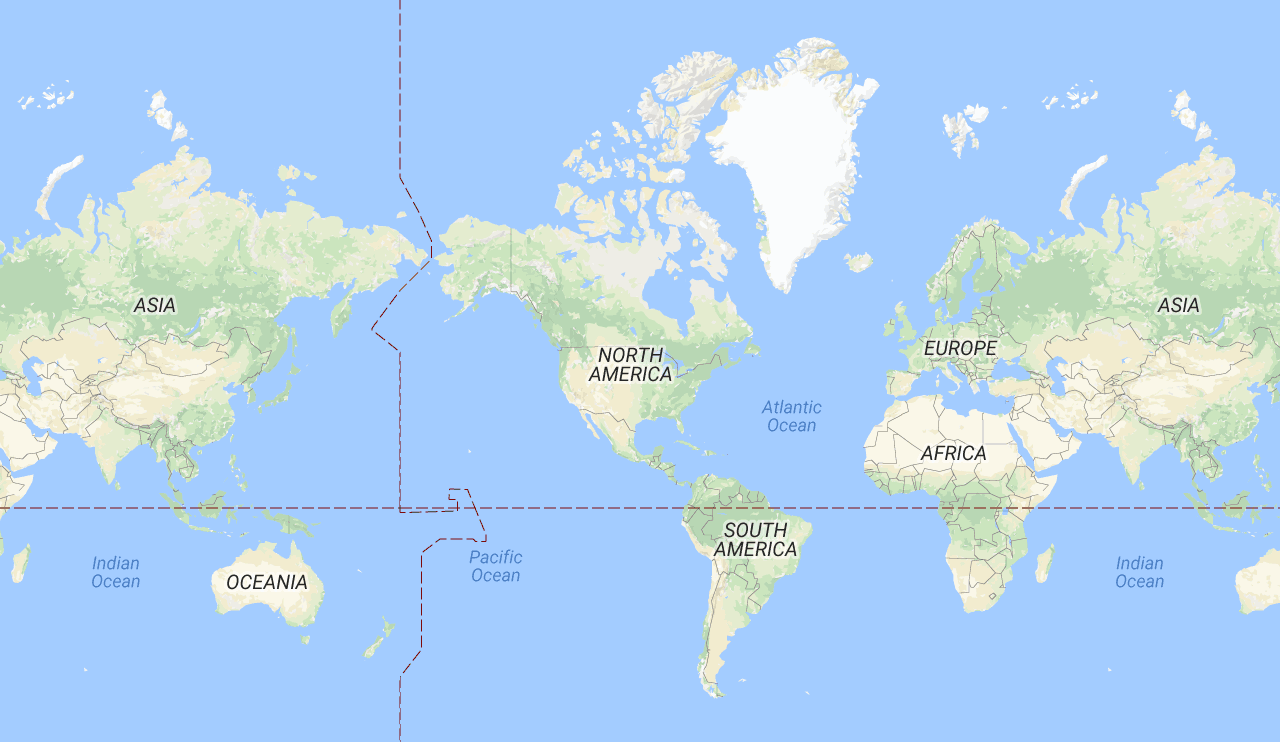 ASIA
ASIA
NORTH
AMERICA
EUROPE
Atlantic
Ocean
AFRICA
SOUTH
AMERICA
Pacific
Ocean
Indian
Ocean
OCEANIA
Indian
Ocean